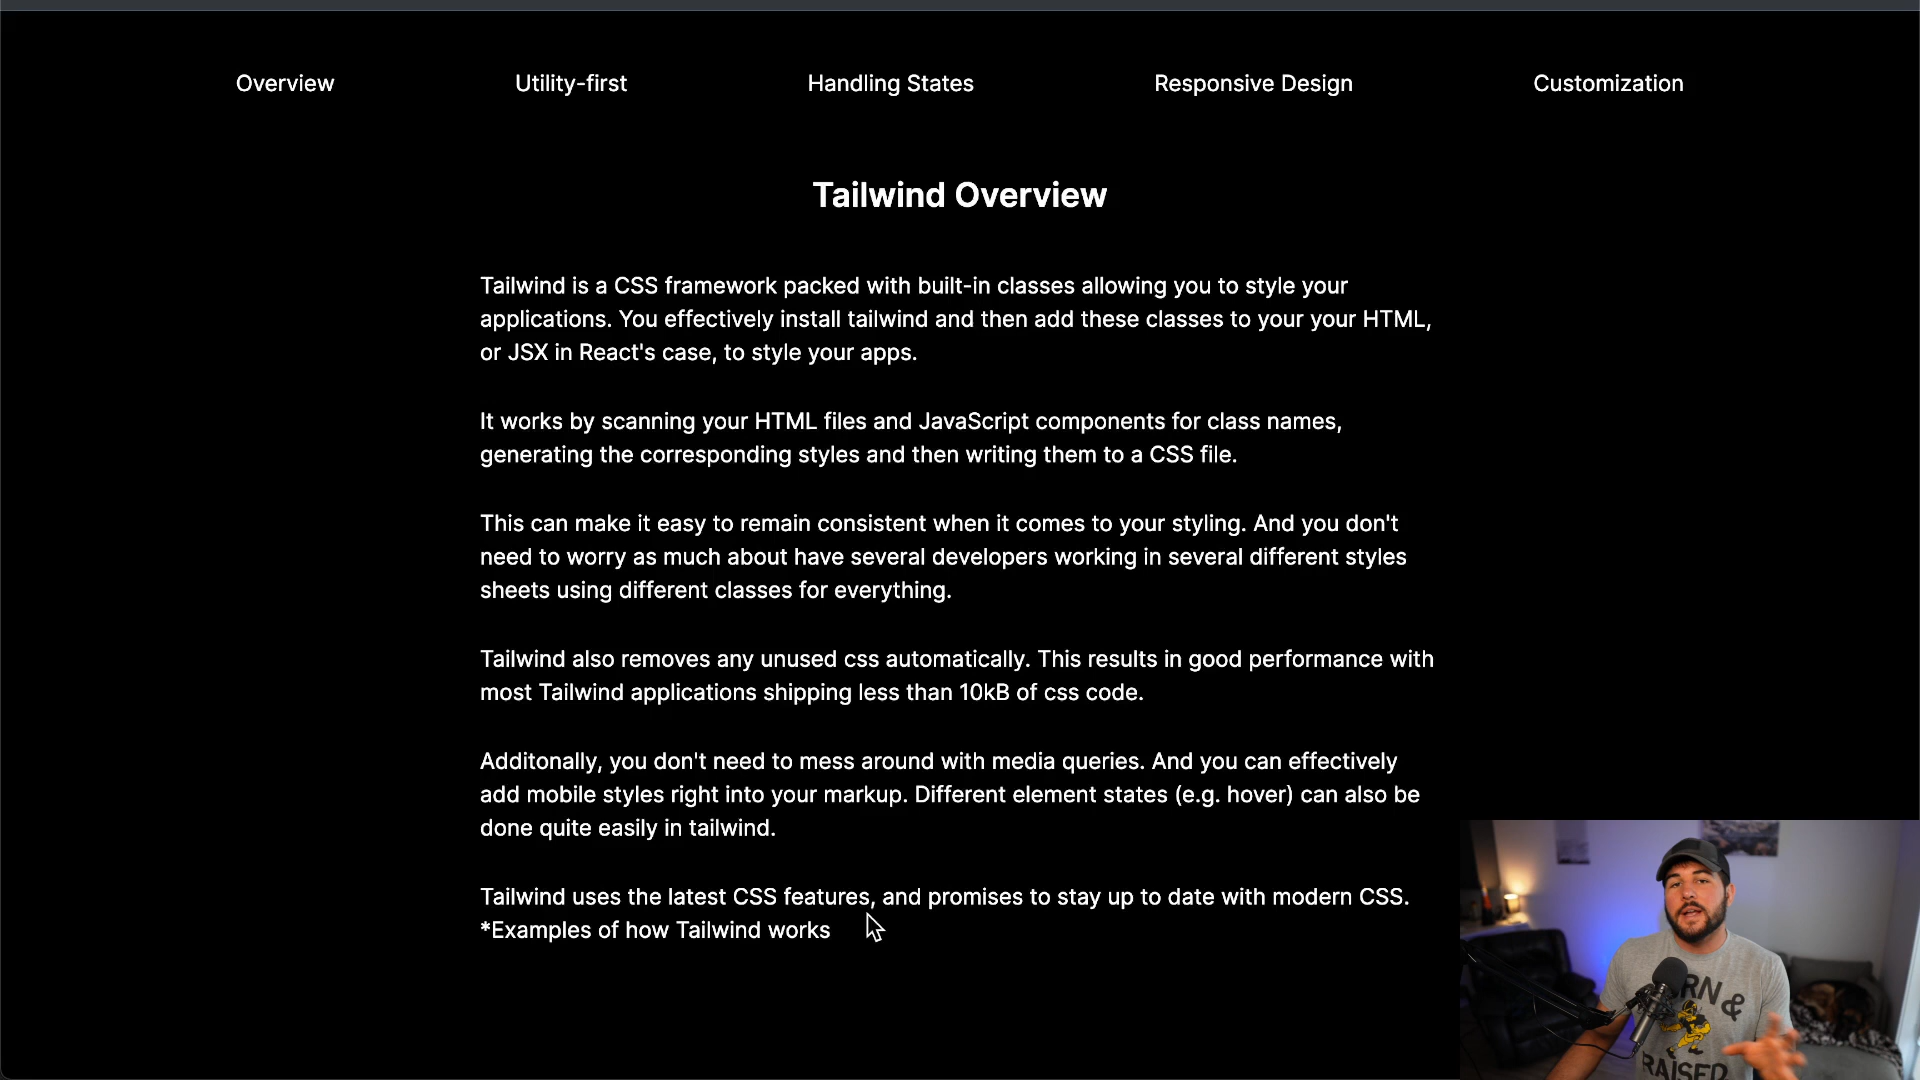 Overview
Utility-first
Handling States
Responsive Design
Customization
Tailwind Overview
Tailwind is a CSS framework packed with built-in classes allowing you to style your
applications. You effectively install tailwind and then add these classes to your your HTML,
or JSX in React's case, to style your apps.
It works by scanning your HTML files and JavaScript components for class names,
generating the corresponding styles and then writing them to a CSS file.
This can make it easy to remain consistent when it comes to your styling. And you don't
need to worry as much about have several developers working in several different styles
sheets using different classes for everything.
Tailwind also removes any unused css automatically. This results in good performance with
most Tailwind applications shipping less than 10kB of css code.
Additonally, you don't need to mess around with media queries. And you can effectively
add mobile styles right into your markup. Different element states (e.g. hover) can also be
done quite easily in tailwind.
Tailwind uses the latest CSS features, and promises to stay up to date with modern CSS.
*Examples of how Tailwind works
&
RAISED